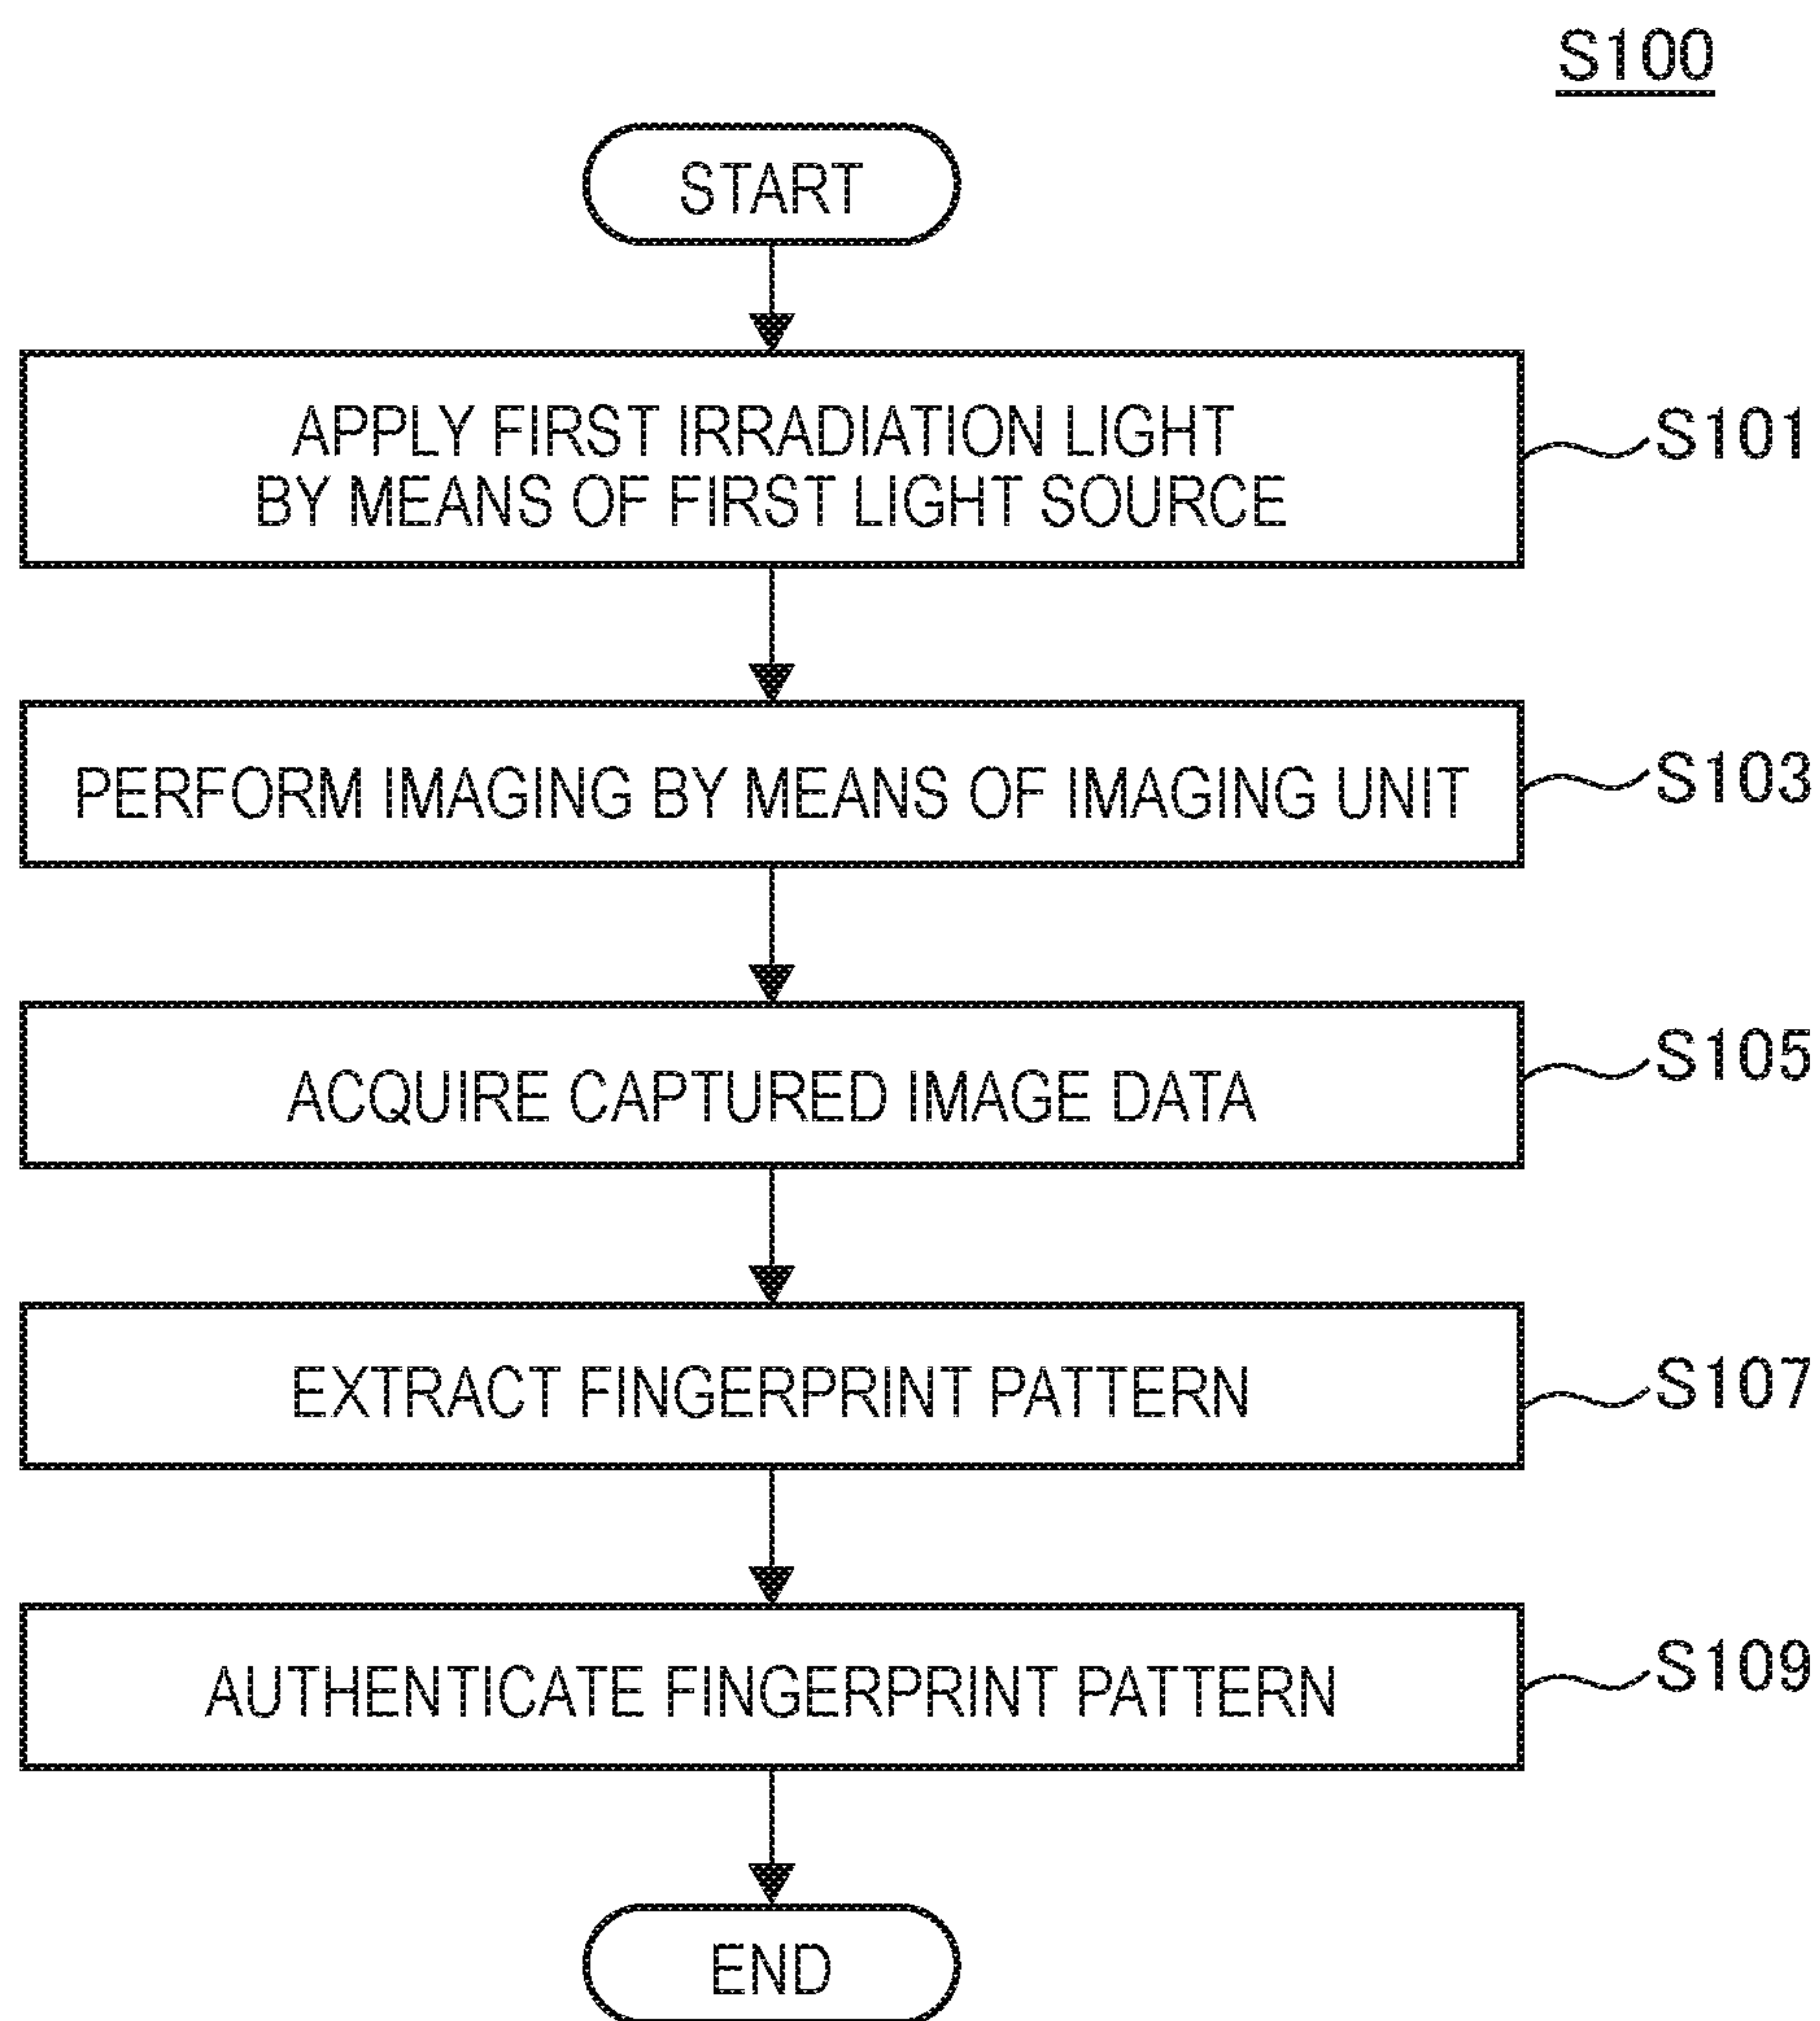 S100
START
APPLY FIRST IRRADIATION LIGHT
BY MEANS OF FIRST LIGHT SOURCE
S101
PERFORM IMAGING BY MEANS OF IMAGING UNIT
S103
ACQUIRE CAPTURED IMAGE DATA
S105
EXTRACT FINGERPRINT PATTERN
S107
AUTHENTICATE FINGERPRINT PATTERN
S109
END